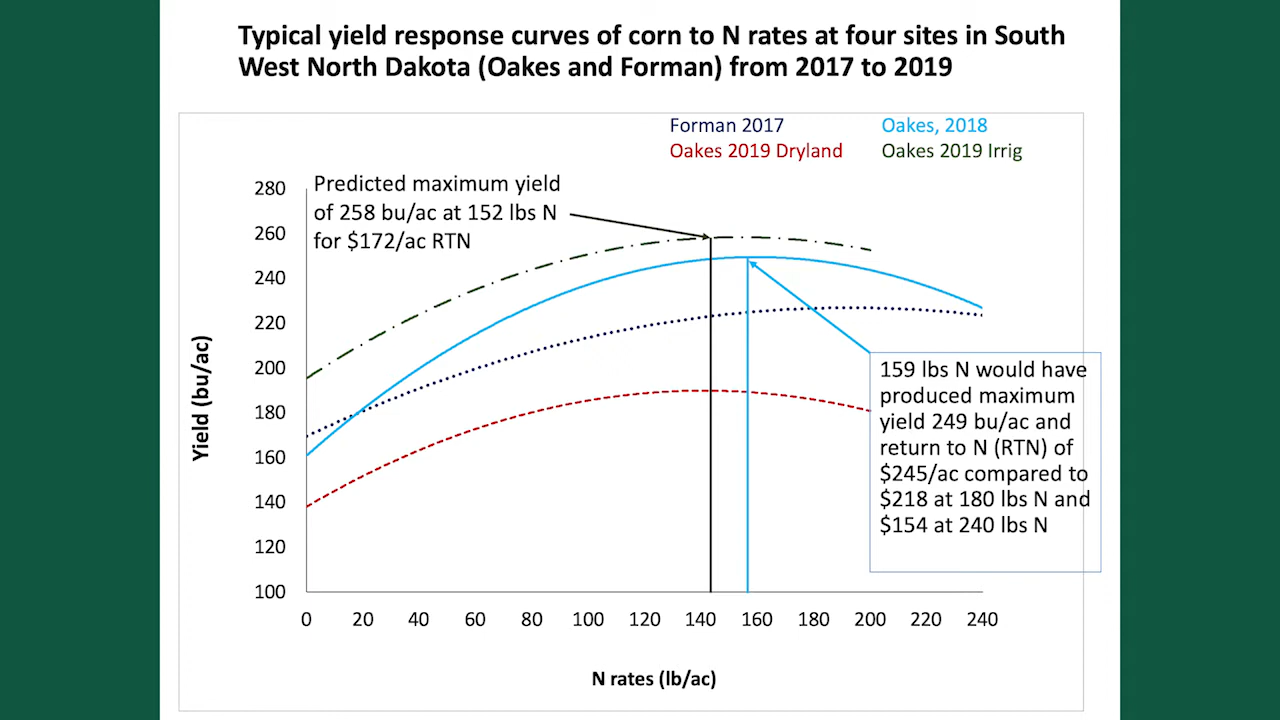 Typical yield response curves of corn to N rates at four sites in South
West North Dakota (Oakes and Forman) from 2017 to 2019
Forman 2017
Oakes, 2018
Oakes 2019 Dryland
Oakes 2019 Irrig
Predicted maximum yield
of 258 bu/ac at 152 lbs N
for $172/ac RTN
280
260
240
220
200
180
160
140
120
100
Yield (bu/ac)
159 lbs N would have
produced maximum
yield 249 bu/ac and
return to N (RTN) of
$245/ac compared to
$218 at 180 lbs N and
$154 at 240 lbs N
0 20 40 60 80 100 120 140 160 180 200 220 240
N rates (lb/ac)